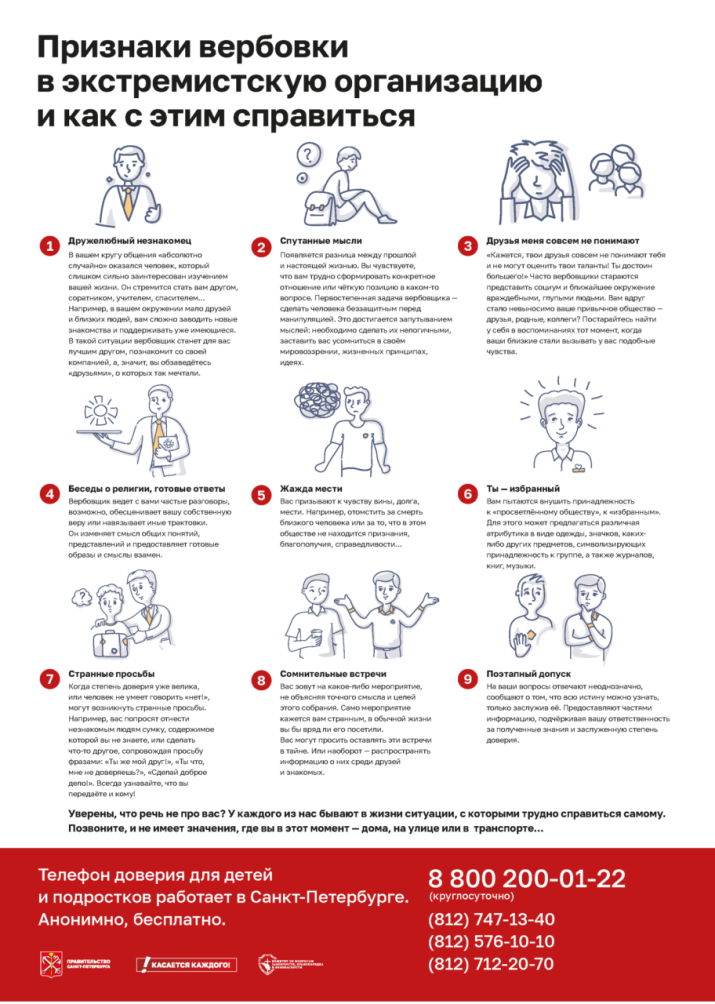 Признаки вербовки
в экстремистскую организацию
и как с этим справиться
1
Дружелюбный незнакомец
В вашем кругу общения «абсолютно
случайно» оказался человек, который
слишком сильно заинтересован изучением
вашей жизни. Он стремится стать вам другом,
соратником, учителем, спасителем...
Например, в вашем окружении мало друзей
и близких людей, вам сложно заводить новые
знакомства и поддерживать уже имеющиеся.
В такой ситуации вербовщик станет для вас
лучшим другом, познакомит со своей
компанией, а, значит, вы обзаведётесь
«друзьями», о которых так мечтали.
2
Спутанные мысли
Появляется разница между прошлой
и настоящей жизнью. Вы чувствуете,
что вам трудно сформировать конкретное
отношение или чёткую позицию в каком-то
вопросе. Первостепенная задача вербовщика —
сделать человека беззащитным перед
манипуляцией. Это достигается запутыванием
мыслей: необходимо сделать их нелогичными,
заставить вас усомниться в своём
мировоззрении, жизненных принципах,
идеях.
3
Друзья меня совсем не понимают
«Кажется, твои друзья совсем не понимают тебя
и не могут оценить твои таланты! Ты достоин
большего!» Часто вербовщики стараются
представить социум и ближайшее окружение
враждебными, глупыми людьми. Вам вдруг
стало невыносимо ваше привычное общество —
друзья, родные, коллеги? Постарайтесь найти
у себя в воспоминаниях тот момент, когда
ваши близкие стали вызывать у вас подобные
чувства.
4
Беседы о религии, готовые ответы
Вербовщик ведет с вами частые разговоры,
возможно, обесценивает вашу собственную
веру или навязывает иные трактовки.
Он изменяет смысл общих понятий,
представлений и предоставляет готовые
образы и смыслы взамен.
5
Жажда мести
Вас призывают к чувству вины, долга,
мести. Например, отомстить за смерть
близкого человека или за то, что в этом
обществе не находится признания,
благополучия, справедливости...
6
Ты — избранный
Вам пытаются внушить принадлежность
к «просветлённому обществу», к «избранным».
Для этого может предлагаться различная
атрибутика в виде одежды, значков, каких-
либо других предметов, символизирующих
принадлежность к группе, а также журналов,
книг, музыки.
7
Странные просьбы
Когда степень доверия уже велика,
или человек не умеет говорить «нет!»,
могут возникнуть странные просьбы.
Например, вас попросят отнести
незнакомым людям сумку, содержимое
которой вы не знаете, или сделать
что-то другое, сопровождая просьбу
фразами: «Ты же мой друг!», «Ты что,
мне не доверяешь?», «Сделай доброе
дело!». Всегда узнавайте, что вы
передаёте и кому!
8
Сомнительные встречи
Вас зовут на какое-либо мероприятие,
не объясняя точного смысла и целей
этого собрания. Само мероприятие
кажется вам странным, в обычной жизни
вы бы вряд ли его посетили.
Вас могут просить оставлять эти встречи
в тайне. Или наоборот — распространять
информацию о них среди друзей
и знакомых.
9
Поэтапный допуск
На ваши вопросы отвечают неоднозначно,
сообщают о том, что всю истину можно узнать,
только заслужив её. Предоставляют частями
информацию, подчёркивая вашу ответственность
за полученные знания и заслуженную степень
доверия.
Уверены, что речь не про вас? У каждого из нас бывают в жизни ситуации, с которыми трудно справиться самому.
Позвоните, и не имеет значения, где вы в этот момент — дома, на улице или в транспорте...
Телефон доверия для детей
и подростков работает в Санкт-Петербурге.
Анонимно, бесплатно.
8 800 200-01-22
(круглосуточно)
(812) 747-13-40
(812) 576-10-10
(812) 712-20-70
ПРАВИТЕЛЬСТВО
САНКТ-ПЕТЕРБУРГА
! КАСАЕТСЯ КАЖДОГО!
КОМИТЕТ ПО ВОПРОСАМ
ЗАКОННОСТИ, ПРАВОПОРЯДКА
И БЕЗОПАСНОСТИ